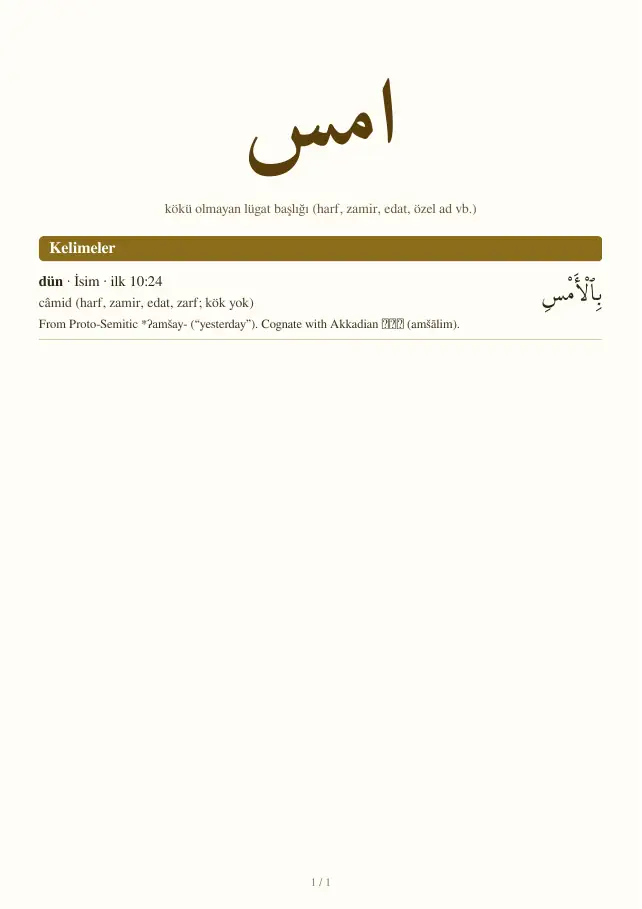 امس
kökü olmayan lügat başlığı (harf, zamir, edat, özel ad vb.)
Kelimeler
dün · İsim · ilk 10:24
بِٱلْأَمْسِ
câmid (harf, zamir, edat, zarf; kök yok)
From Proto-Semitic *ʔamšay- (“yesterday”). Cognate with Akkadian (amšālim).
1 / 1